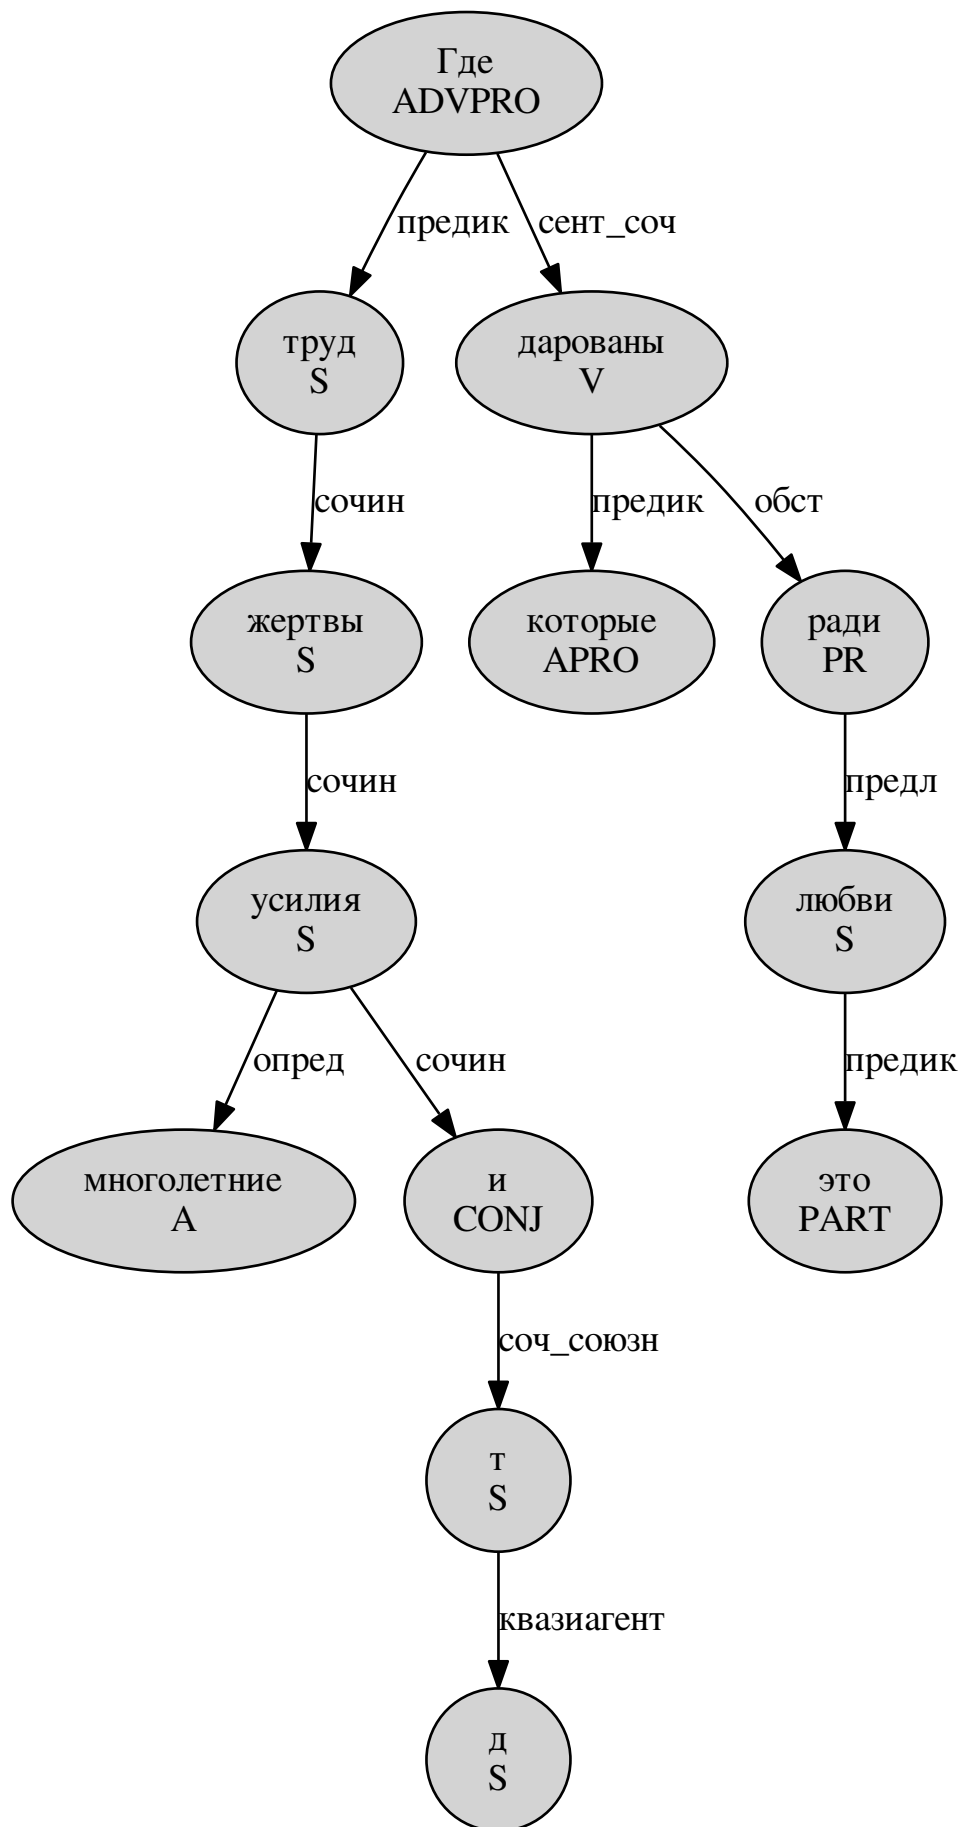 Где
ADVPRO
предик
сент_соч
труд
S
дарованы
V
сочин
предик
обст
жертвы
S
которые
APRO
ради
PR
сочин
предл
усилия
S
любви
S
опред
сочин
предик
многолетние
A
и
CONJ
это
PART
соч_союзн
т
S
квазиагент
д
S